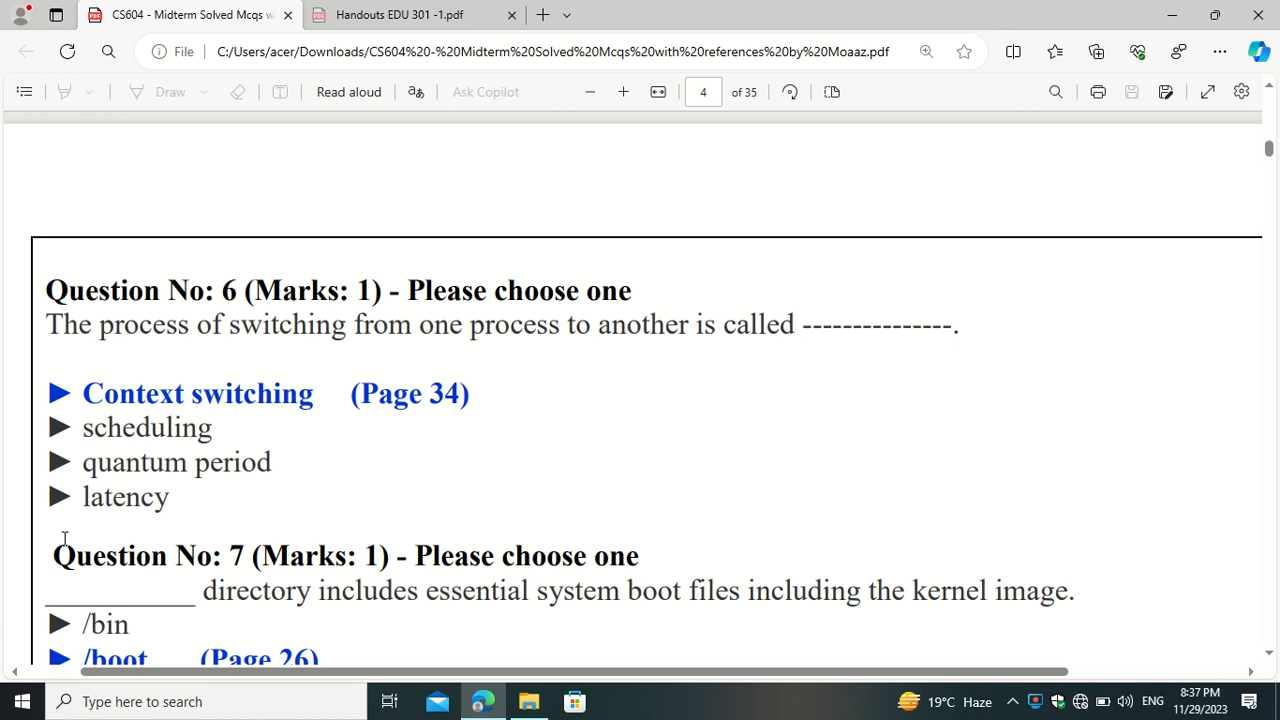 CS604 - Midterm Solved Mcqs w
Handouts EDU 301 -1.pdf
File
C:/Users/acer/Downloads/CS604%20-%20Midterm%20Solved%20Mcqs%20with%20references%20by%20Moaaz.pdf
Draw
Read aloud
Ask Copilot
4 of 35
Question No: 6 (Marks: 1) - Please choose one
The process of switching from one process to another is called ---------------.
► Context switching (Page 34)
► scheduling
► quantum period
► latency
Question No: 7 (Marks: 1) - Please choose one
__________ directory includes essential system boot files including the kernel image.
► /bin
► /boot (Page 26)
Type here to search
19°C Haze
ENG
8:37 PM
11/29/2023